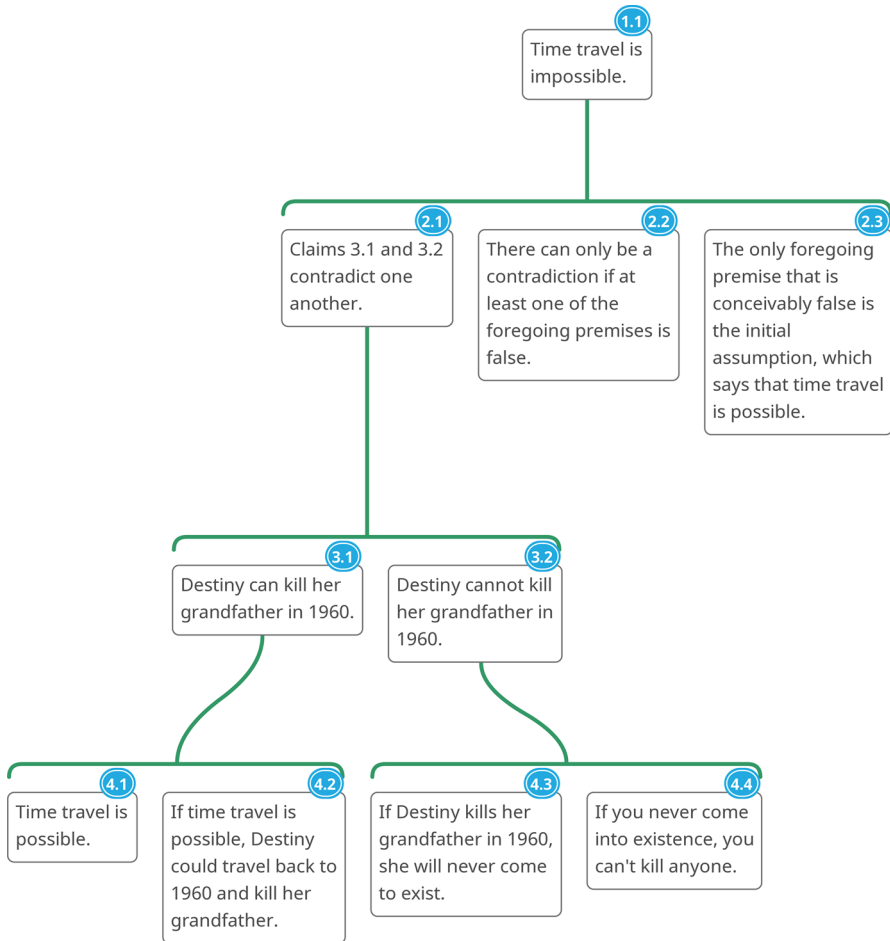 1.1
Time travel is
impossible.
2.1
Claims 3.1 and 3.2
contradict one
another.
2.2
There can only be a
contradiction if at
least one of the
foregoing premises is
false.
2.3
The only foregoing
premise that is
conceivably false is
the initial
assumption, which
says that time travel
is possible.
3.1
Destiny can kill her
grandfather in 1960.
3.2
Destiny cannot kill
her grandfather in
1960.
4.1
Time travel is
possible.
4.2
If time travel is
possible, Destiny
could travel back to
1960 and kill her
grandfather.
4.3
If Destiny kills her
grandfather in 1960,
she will never come
to exist.
4.4
If you never come
into existence, you
can't kill anyone.